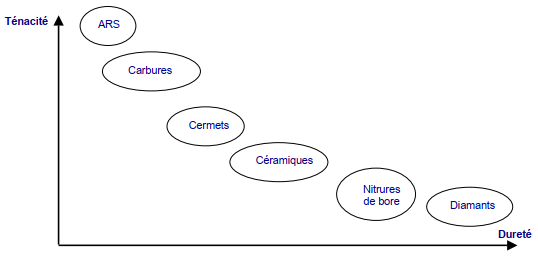 Ténacité
ARS
Carbures
Cermets
Céramiques
Nitrures
de bore
Diamants
Dureté